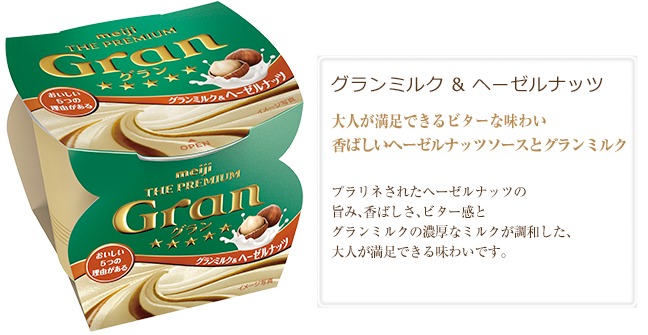 meiji
THE PREMIUM
Gran
グラン
★★★★★
おいしい
5つの
理由がある
グランミルク&ヘーゼルナッツ
イメージ写真
OPEN
meiji
THE PREMIUM
Gran
グラン
★★★★★
おいしい
5つの
理由がある
グランミルク&ヘーゼルナッツ
イメージ写真
グランミルク & ヘーゼルナッツ
大人が満足できるビターな味わい
香ばしいヘーゼルナッツソースとグランミルク
プラリネされたヘーゼルナッツの
旨み、香ばしさ、ビター感と
グランミルクの濃厚なミルクが調和した、
大人が満足できる味わいです。